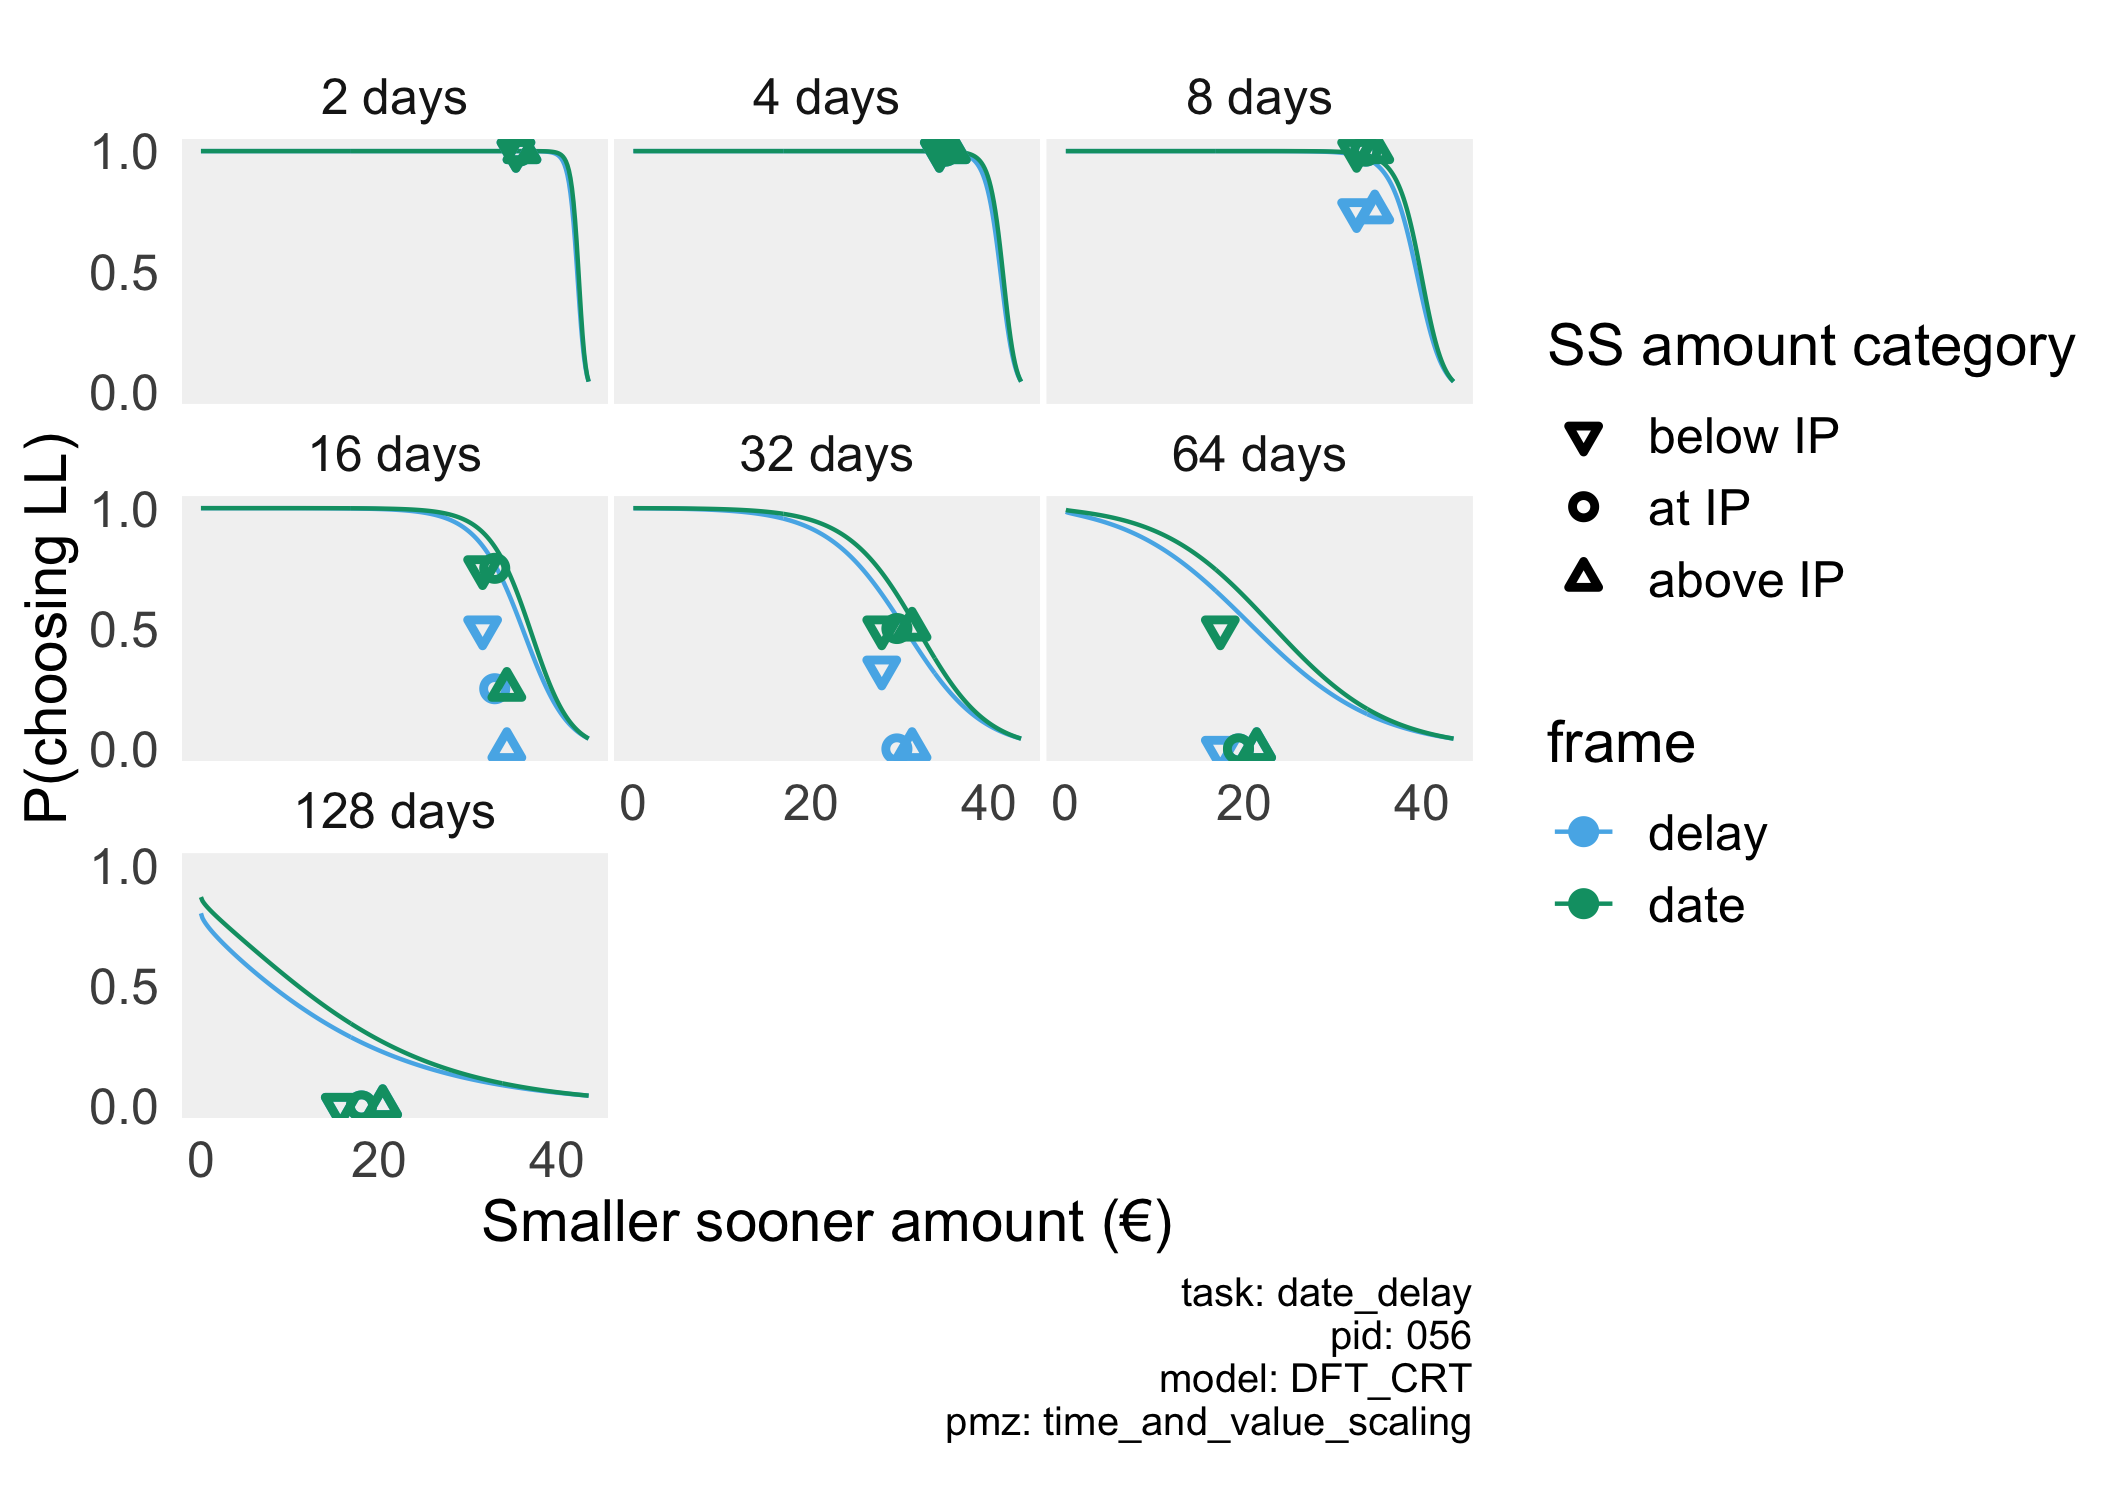 2 days
4 days
8 days
1.0
0.5
0.0
16 days
32 days
64 days
1.0
0.5
0.0
0
20
40
0
20
40
128 days
1.0
0.5
0.0
0
20
40
P(choosing LL)
Smaller sooner amount (€)
SS amount category
below IP
at IP
above IP
frame
delay
date
task: date_delay
pid: 056
model: DFT_CRT
pmz: time_and_value_scaling